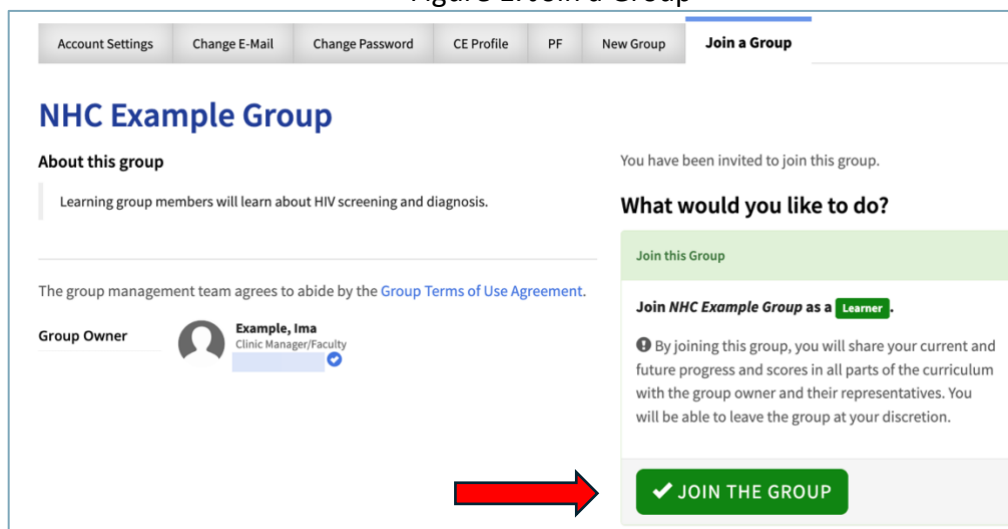 Account Settings
Change E-Mail
Change Password
CE Profile
PF
New Group
Join a Group
NHC Example Group
About this group
Learning group members will learn about HIV screening and diagnosis.
The group management team agrees to abide by the Group Terms of Use Agreement.
Group Owner
Example, Ima
Clinic Manager/Faculty
You have been invited to join this group.
What would you like to do?
Join this Group
Join NHC Example Group as a Learner.
By joining this group, you will share your current and
future progress and scores in all parts of the curriculum
with the group owner and their representatives. You
will be able to leave the group at your discretion.
JOIN THE GROUP